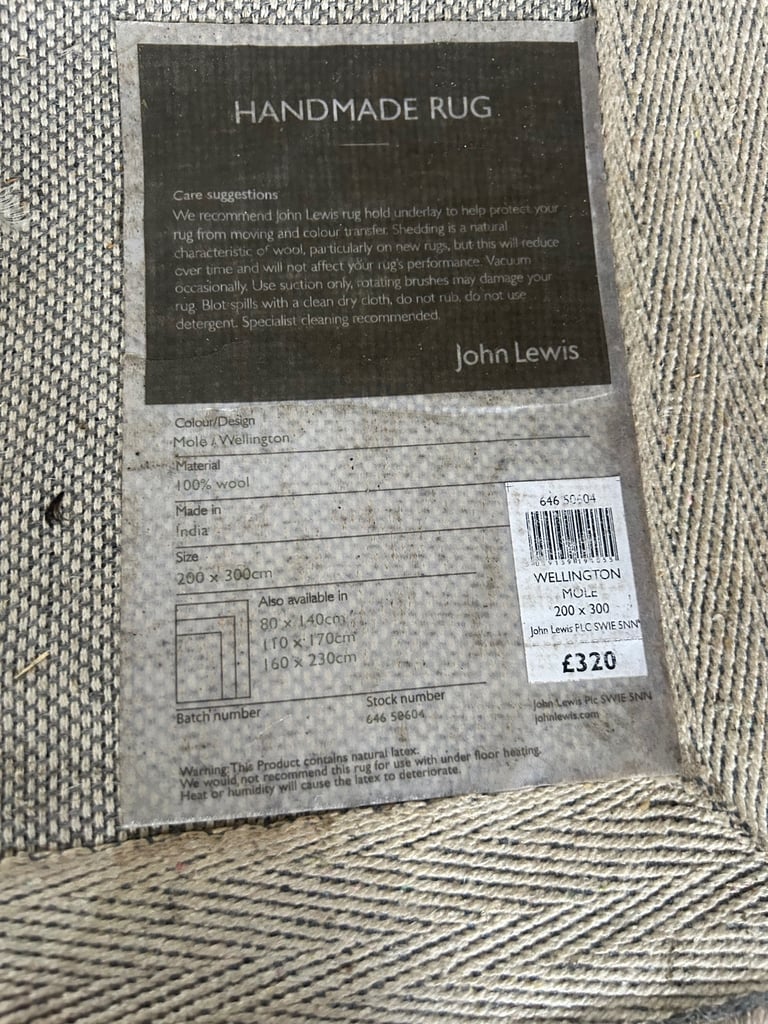 HANDMADE RUG
Care suggestions
We recommend John Lewis rug hold underlay to help protect your
rug from moving and colour transfer. Shedding is a natural
characteristic of wool, particularly on new rugs, but this will reduce
over time and will not affect your rug's performance. Vacuum
occasionally. Use suction only, rotating brushes may damage your
rug. Blot spills with a clean dry cloth, do not rub, do not use
detergent. Specialist cleaning recommended.
John Lewis
Colour/Design
Mole / Wellington
Material
100% wool
Made in
India
Size
200 x 300cm
Also available in
80 x 140cm
110 x 170cm
160 x 230cm
Batch number
Stock number
646 50604
646 50604
WELLINGTON
MOLE
200 x 300
John Lewis PLC SW1E 5NN
£320
John Lewis Plc SW1E 5NN
johnlewis.com
Warning: This Product contains natural latex.
We would not recommend this rug for use with under floor heating.
Heat or humidity will cause the latex to deteriorate.